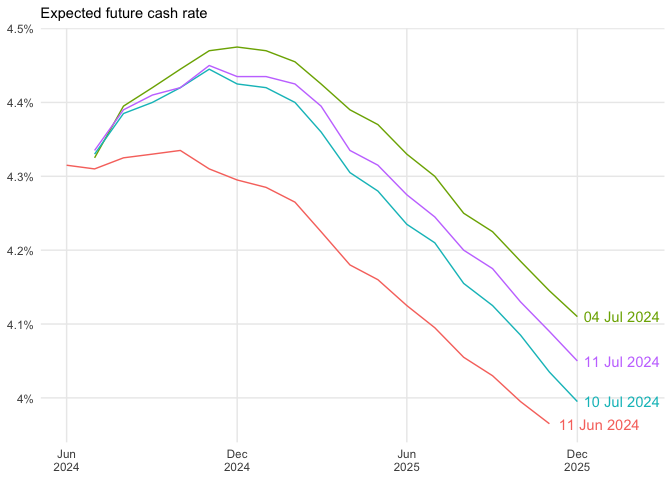 Expected future cash rate
4.5%
4.4%
4.3%
4.2%
4.1%
4%
04 Jul 2024
11 Jul 2024
10 Jul 2024
11 Jun 2024
Jun
2024
Dec
2024
Jun
2025
Dec
2025